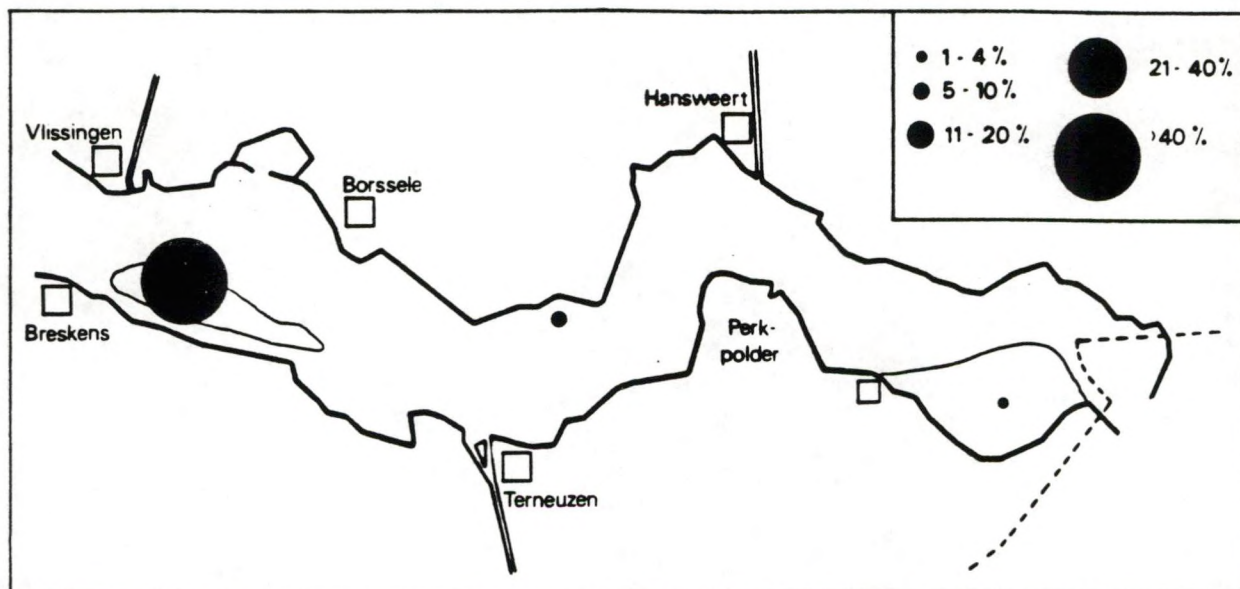 1 - 4 %
21 - 40%
5 - 10%
11 - 20 %
›40%
Vlissingen
Hansweert
Borssele
Breskens
Perk-
polder
Terneuzen